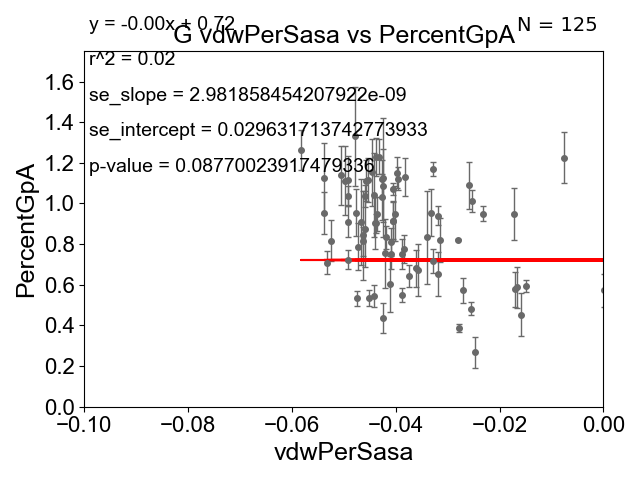 y = -0.00x + 0.72
N = 125
G vdwPerSasa vs PercentGpA
r^2 = 0.02
se_slope = 2.981858454207922e-09
se_intercept = 0.029631713742773933
p-value = 0.08770023917479336
PercentGpA
1.6
1.4
1.2
1.0
0.8
0.6
0.4
0.2
0.0
−0.10 −0.08 −0.06 −0.04 −0.02 0.00
vdwPerSasa